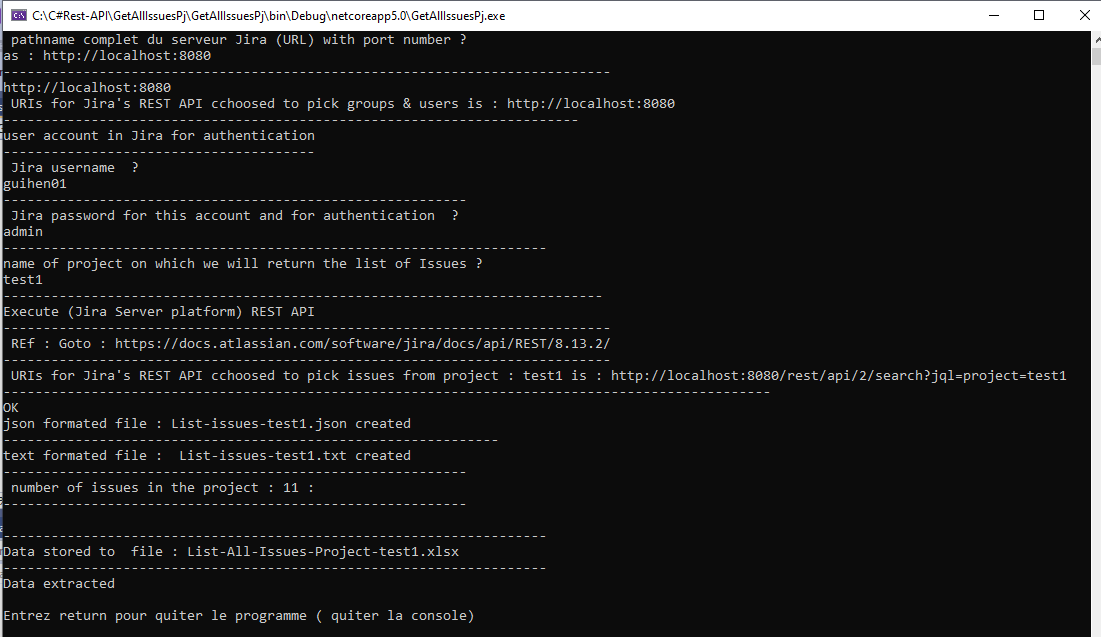 C:\C#Rest-API\GetAllIssuesPj\GetAllIssuesPj\bin\Debug\netcoreapp5.0\GetAllIssuesPj.exe
pathname complet du serveur Jira (URL) with port number ?
as : http://localhost:8080
----------------------------------------------------------------------------
http://localhost:8080
URIs for Jira's REST API cchoosed to pick groups & users is : http://localhost:8080
------------------------------------------------------------------------
user account in Jira for authentication
---------------------------------------
Jira username  ?
guihen01
----------------------------------------------------------
Jira password for this account and for authentication  ?
admin
--------------------------------------------------------------------
name of project on which we will return the list of Issues ?
test1
---------------------------------------------------------------------------
Execute (Jira Server platform) REST API
----------------------------------------------------------------------------
REf : Goto : https://docs.atlassian.com/software/jira/docs/api/REST/8.13.2/
----------------------------------------------------------------------------
URIs for Jira's REST API cchoosed to pick issues from project : test1 is : http://localhost:8080/rest/api/2/search?jql=project=test1
------------------------------------------------------------------------------------------------
OK
json formated file : List-issues-test1.json created
--------------------------------------------------------------
text formated file :  List-issues-test1.txt created
----------------------------------------------------------
number of issues in the project : 11 :
----------------------------------------------------------
--------------------------------------------------------------------
Data stored to  file : List-All-Issues-Project-test1.xlsx
--------------------------------------------------------------------
Data extracted
Entrez return pour quiter le programme ( quiter la console)